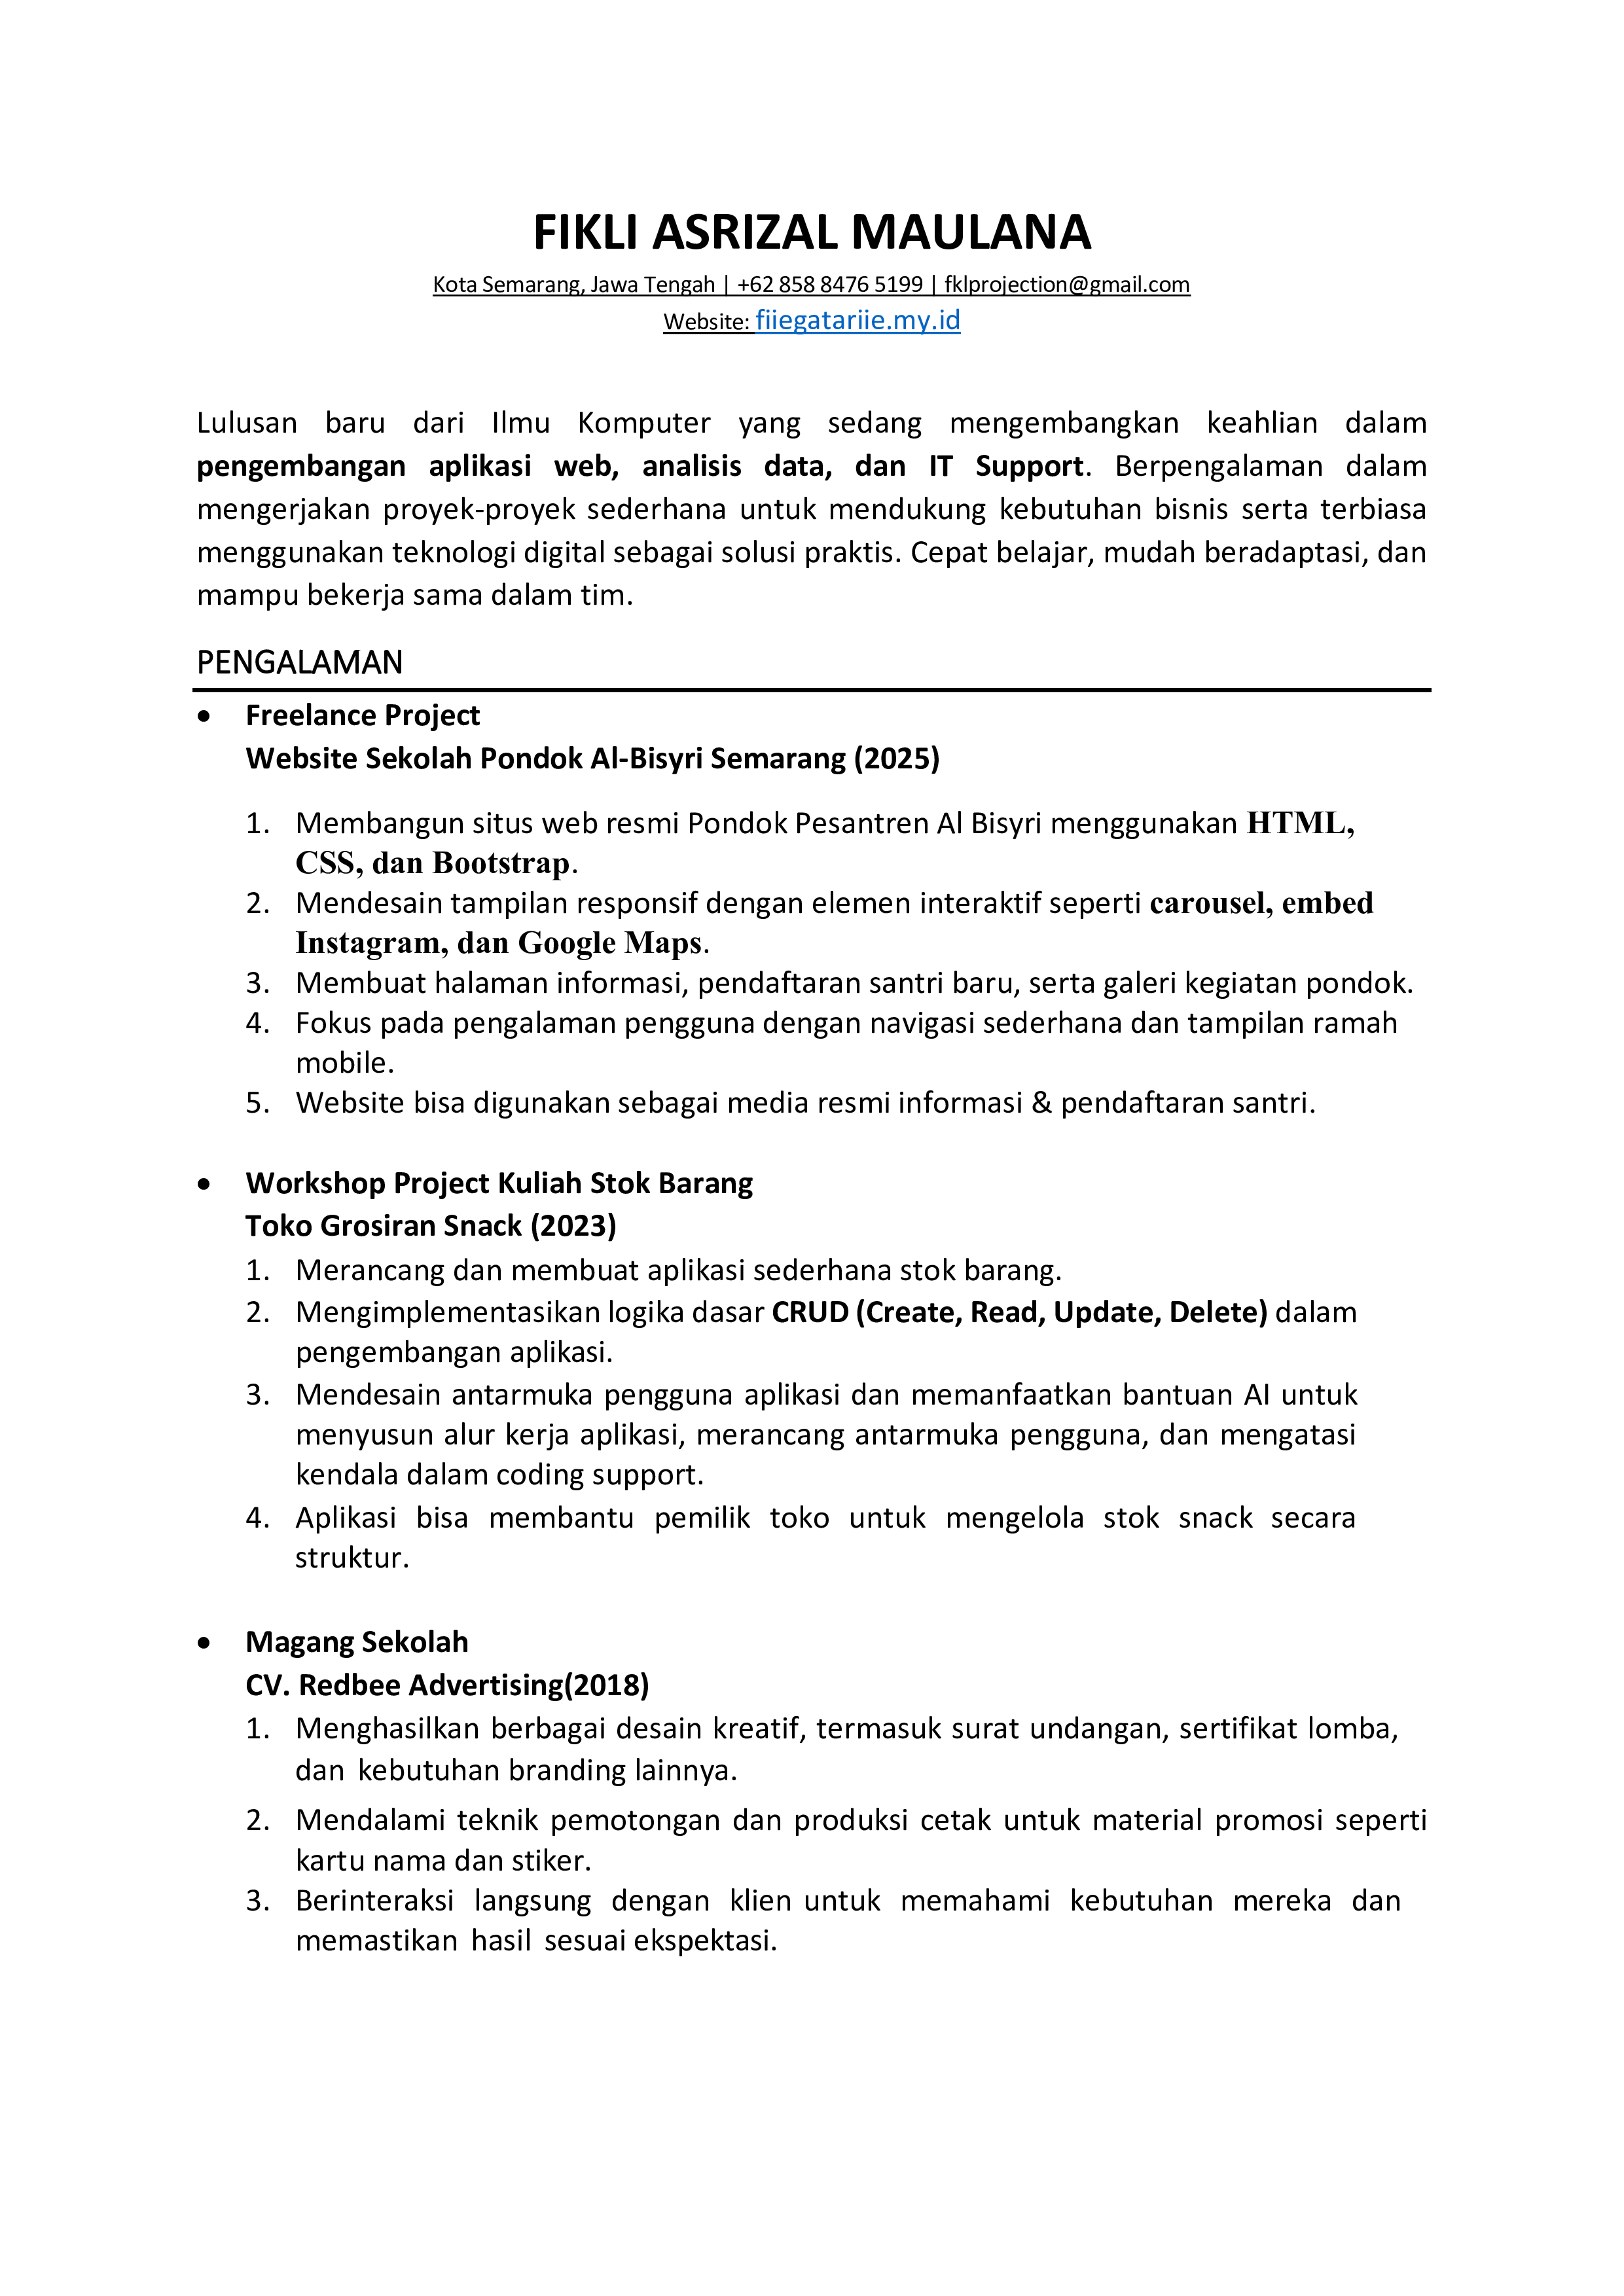 FIKLI ASRIZAL MAULANA
Kota Semarang, Jawa Tengah | +62 858 8476 5199 | fklprojection@gmail.com
Website: fiiegatariie.my.id
Lulusan baru dari Ilmu Komputer yang sedang mengembangkan keahlian dalam
pengembangan aplikasi web, analisis data, dan IT Support. Berpengalaman dalam
mengerjakan proyek-proyek sederhana untuk mendukung kebutuhan bisnis serta terbiasa
menggunakan teknologi digital sebagai solusi praktis. Cepat belajar, mudah beradaptasi, dan
mampu bekerja sama dalam tim.
PENGALAMAN
• Freelance Project
Website Sekolah Pondok Al-Bisyri Semarang (2025)
1. Membangun situs web resmi Pondok Pesantren Al Bisyri menggunakan HTML,
CSS, dan Bootstrap.
2. Mendesain tampilan responsif dengan elemen interaktif seperti carousel, embed
Instagram, dan Google Maps.
3. Membuat halaman informasi, pendaftaran santri baru, serta galeri kegiatan pondok.
4. Fokus pada pengalaman pengguna dengan navigasi sederhana dan tampilan ramah
mobile.
5. Website bisa digunakan sebagai media resmi informasi & pendaftaran santri.
• Workshop Project Kuliah Stok Barang
Toko Grosiran Snack (2023)
1. Merancang dan membuat aplikasi sederhana stok barang.
2. Mengimplementasikan logika dasar CRUD (Create, Read, Update, Delete) dalam
pengembangan aplikasi.
3. Mendesain antarmuka pengguna aplikasi dan memanfaatkan bantuan AI untuk
menyusun alur kerja aplikasi, merancang antarmuka pengguna, dan mengatasi
kendala dalam coding support.
4. Aplikasi bisa membantu pemilik toko untuk mengelola stok snack secara
struktur.
• Magang Sekolah
CV. Redbee Advertising(2018)
1. Menghasilkan berbagai desain kreatif, termasuk surat undangan, sertifikat lomba,
dan kebutuhan branding lainnya.
2. Mendalami teknik pemotongan dan produksi cetak untuk material promosi seperti
kartu nama dan stiker.
3. Berinteraksi langsung dengan klien untuk memahami kebutuhan mereka dan
memastikan hasil sesuai ekspektasi.